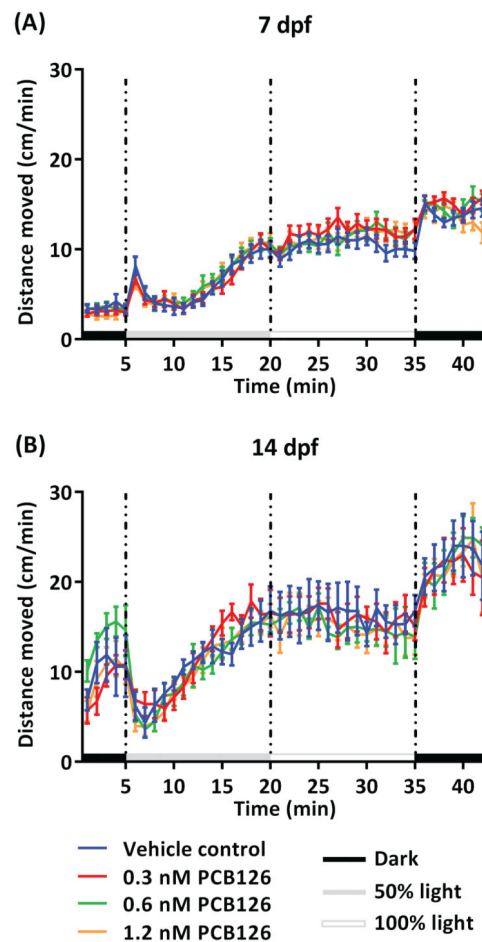 (A)
7 dpf
Distance moved (cm/min)
30
20
10
0
5 10 15 20 25 30 35 40
Time (min)
(B)
14 dpf
Distance moved (cm/min)
30
20
10
0
5 10 15 20 25 30 35 40
Time (min)
Vehicle control
0.3 nM PCB126
0.6 nM PCB126
1.2 nM PCB126
Dark
50% light
100% light